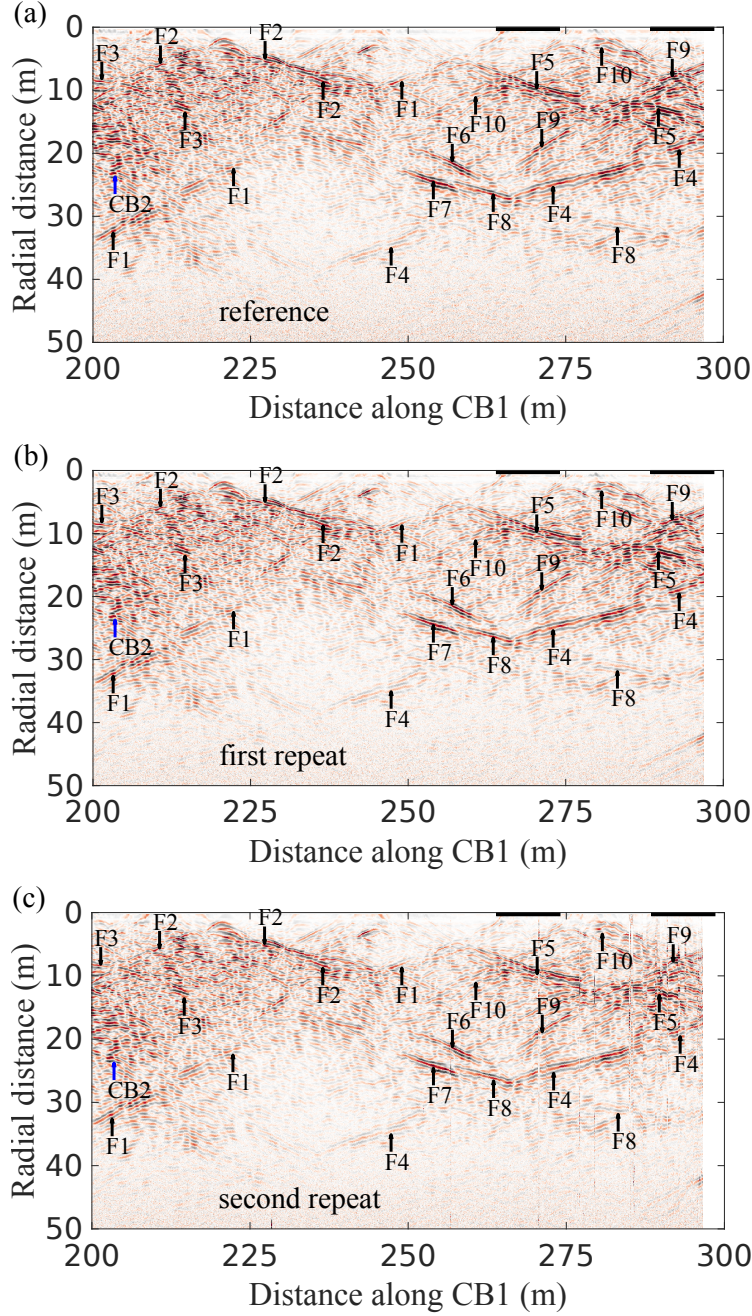 (a)
F3 F2 F2 F5 F10 F9
0
10
20
30
40
50
Radial distance (m)
F3 F2 F1 F10 F9 F5
F6 F4
CB2 F1 F7 F8 F4
F1 F4 F8
reference
200 225 250 275 300
Distance along CB1 (m)
(b)
F3 F2 F2 F5 F10 F9
0
10
20
30
40
50
Radial distance (m)
F3 F2 F1 F10 F9 F5
F6 F4
CB2 F1 F7 F8 F4
F1 F4 F8
first repeat
200 225 250 275 300
Distance along CB1 (m)
(c)
F3 F2 F2 F5 F10 F9
0
10
20
30
40
50
Radial distance (m)
F3 F2 F1 F10 F9 F5
F6 F4
CB2 F1 F7 F8 F4
F1 F4 F8
second repeat
200 225 250 275 300
Distance along CB1 (m)